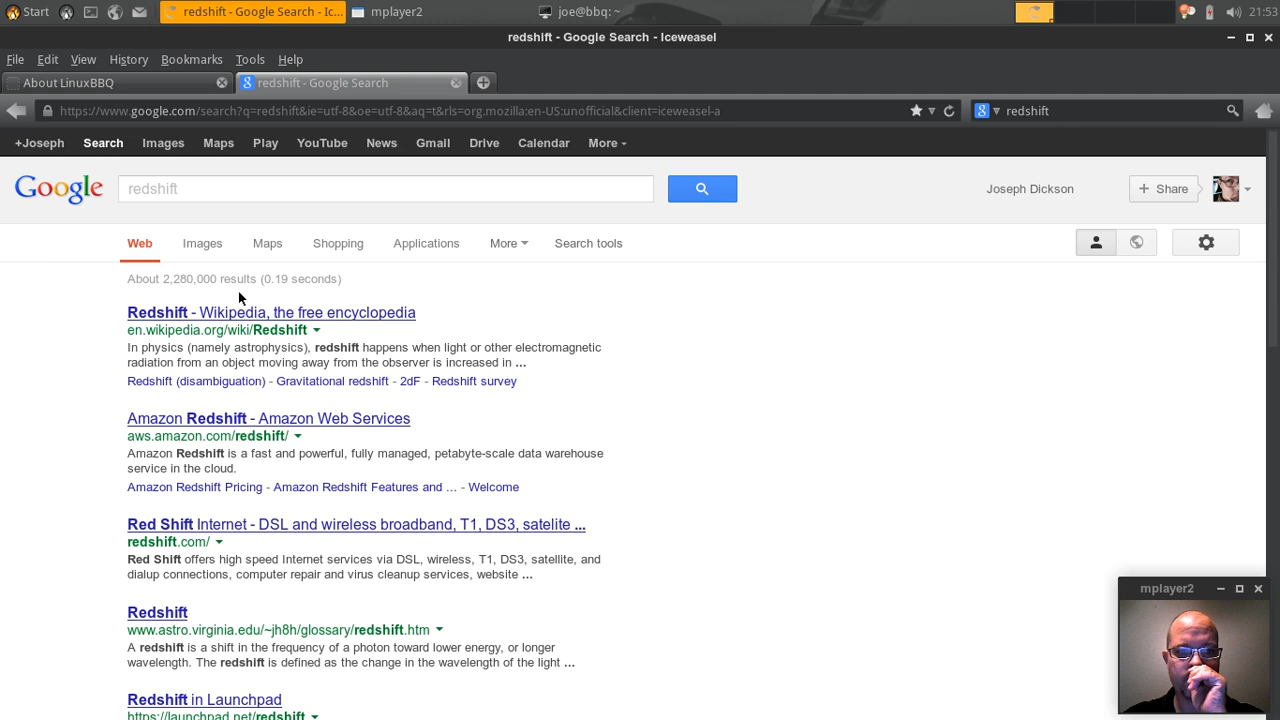 Start
redshift - Google Search - Ic...
mplayer2
joe@bbq: ~
21:53
redshift - Google Search - Iceweasel
File Edit View History Bookmarks Tools Help
About LinuxBBQ
redshift - Google Search
https://www.google.com/search?q=redshift&ie=utf-8&oe=utf-8&aq=t&rls=org.mozilla:en-US:unofficial&client=iceweasel-a
redshift
+Joseph Search Images Maps Play YouTube News Gmail Drive Calendar More
Google
redshift
Joseph Dickson
+ Share
Web Images Maps Shopping Applications More Search tools
About 2,280,000 results (0.19 seconds)
Redshift - Wikipedia, the free encyclopedia
en.wikipedia.org/wiki/Redshift
In physics (namely astrophysics), redshift happens when light or other electromagnetic
radiation from an object moving away from the observer is increased in ...
Redshift (disambiguation) - Gravitational redshift - 2dF - Redshift survey
Amazon Redshift - Amazon Web Services
aws.amazon.com/redshift/
Amazon Redshift is a fast and powerful, fully managed, petabyte-scale data warehouse
service in the cloud.
Amazon Redshift Pricing - Amazon Redshift Features and ... - Welcome
Red Shift Internet - DSL and wireless broadband, T1, DS3, satelite ...
redshift.com/
Red Shift offers high speed Internet services via DSL, wireless, T1, DS3, satellite, and
dialup connections, computer repair and virus cleanup services, website ...
Redshift
www.astro.virginia.edu/~jh8h/glossary/redshift.htm
A redshift is a shift in the frequency of a photon toward lower energy, or longer
wavelength. The redshift is defined as the change in the wavelength of the light ...
Redshift in Launchpad
https://launchpad.net/redshift
mplayer2